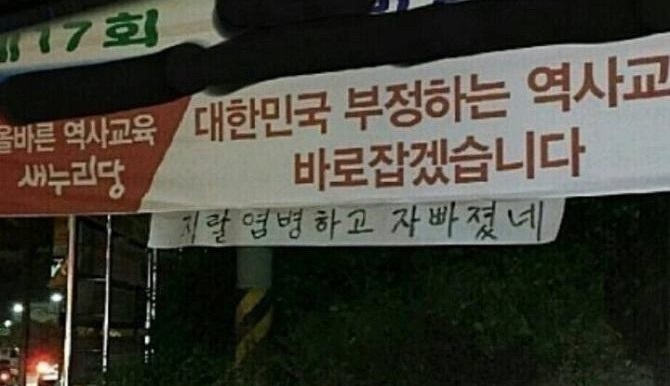 제17회
올바른 역사교육
새누리당
대한민국 부정하는 역사교
바로잡겠습니다
지랄 염병하고 자빠졌네